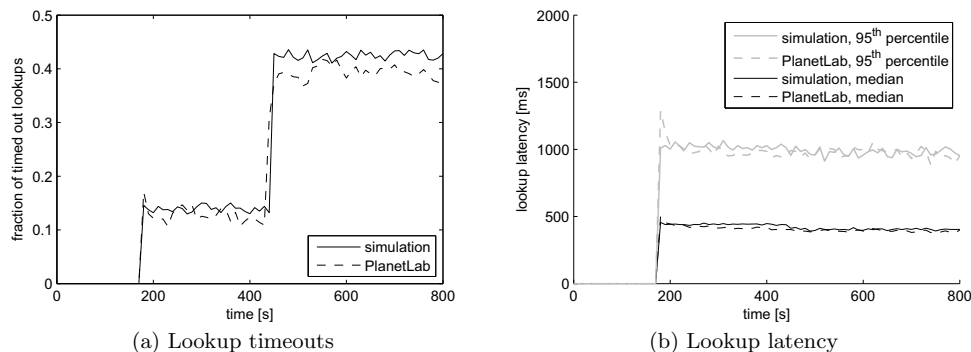 0.5
0.4
0.3
0.2
0.1
0
fraction of timed out lookups
simulation
PlanetLab
0 200 400 600 800
time [s]
(a) Lookup timeouts
2000
1500
1000
500
0
lookup latency [ms]
simulation, 95th percentile
PlanetLab, 95th percentile
simulation, median
PlanetLab, median
0 200 400 600 800
time [s]
(b) Lookup latency